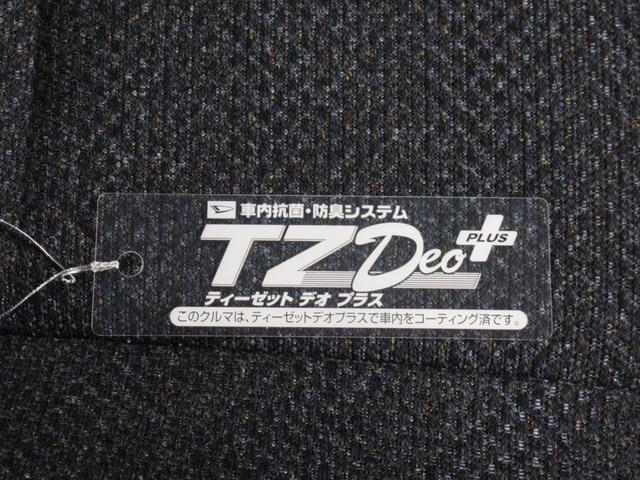 車内抗菌・防臭システム
TZ Deo PLUS
ティーゼット デオ プラス
このクルマは、ティーゼットデオプラスで車内をコーティング済です。